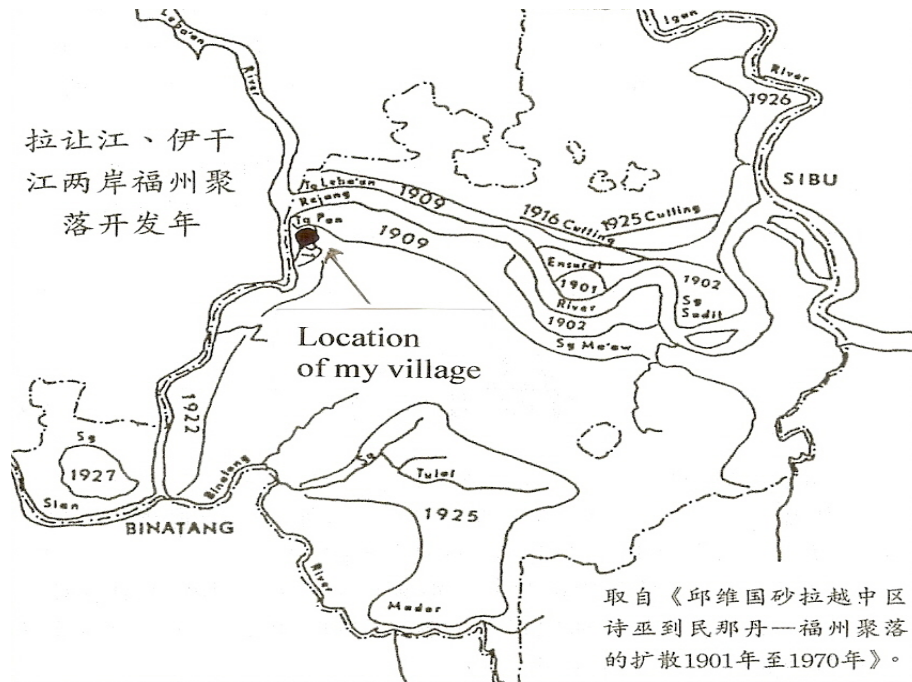 Leba'an
River
Igan
River
1926
SIBU
拉让江、伊干
江两岸福州聚
落开发年
Tg Leba'an
Rejang
Tg Pan
1909
1909
1916 Cutting
1925 Cutting
Ensurai
1901
River
1902
1902
Sg
Sadit
Sg Ma'aw
Location
of my village
1922
Sg
1927
Sian
BINATANG
Binatang
River
Tulai
1925
Mador
取自《邱维国砂拉越中区
诗巫到民那丹—福州聚落
的扩散1901年至1970年》。